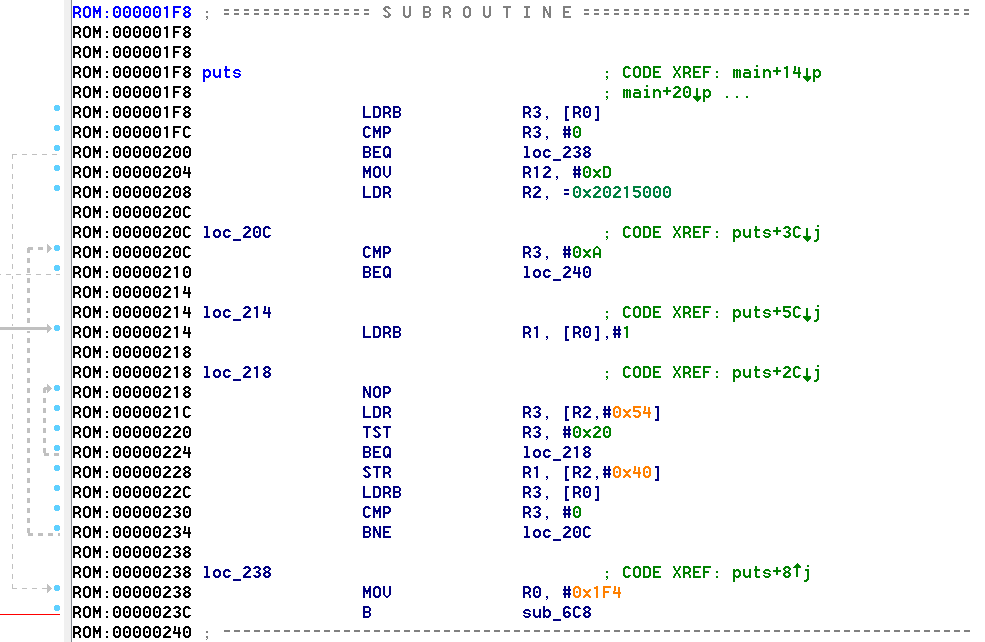 ROM:000001F8 ; =============== S U B R O U T I N E =======================================
ROM:000001F8
ROM:000001F8
ROM:000001F8 puts ; CODE XREF: main+14↓p
ROM:000001F8 ; main+20↓p ...
ROM:000001F8 LDRB R3, [R0]
ROM:000001FC CMP R3, #0
ROM:00000200 BEQ loc_238
ROM:00000204 MOV R12, #0xD
ROM:00000208 LDR R2, =0x20215000
ROM:0000020C
ROM:0000020C loc_20C ; CODE XREF: puts+3C↓j
ROM:0000020C CMP R3, #0xA
ROM:00000210 BEQ loc_240
ROM:00000214
ROM:00000214 loc_214 ; CODE XREF: puts+5C↓j
ROM:00000214 LDRB R1, [R0],#1
ROM:00000218
ROM:00000218 loc_218 ; CODE XREF: puts+2C↓j
ROM:00000218 NOP
ROM:0000021C LDR R3, [R2,#0x54]
ROM:00000220 TST R3, #0x20
ROM:00000224 BEQ loc_218
ROM:00000228 STR R1, [R2,#0x40]
ROM:0000022C LDRB R3, [R0]
ROM:00000230 CMP R3, #0
ROM:00000234 BNE loc_20C
ROM:00000238
ROM:00000238 loc_238 ; CODE XREF: puts+8↑j
ROM:00000238 MOV R0, #0x1F4
ROM:0000023C B sub_6C8
ROM:00000240 ; ---------------------------------------------------------------------------